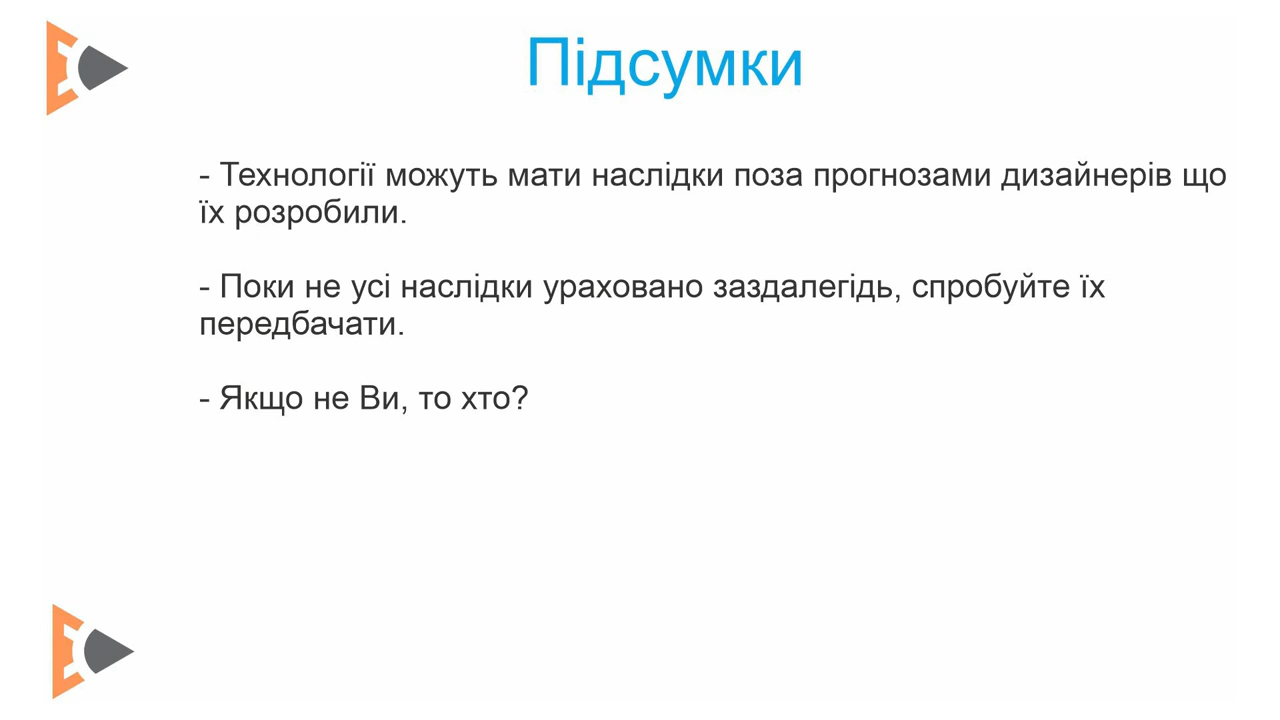 Підсумки
- Технології можуть мати наслідки поза прогнозами дизайнерів що
їх розробили.
- Поки не усі наслідки ураховано заздалегідь, спробуйте їх
передбачати.
- Якщо не Ви, то хто?